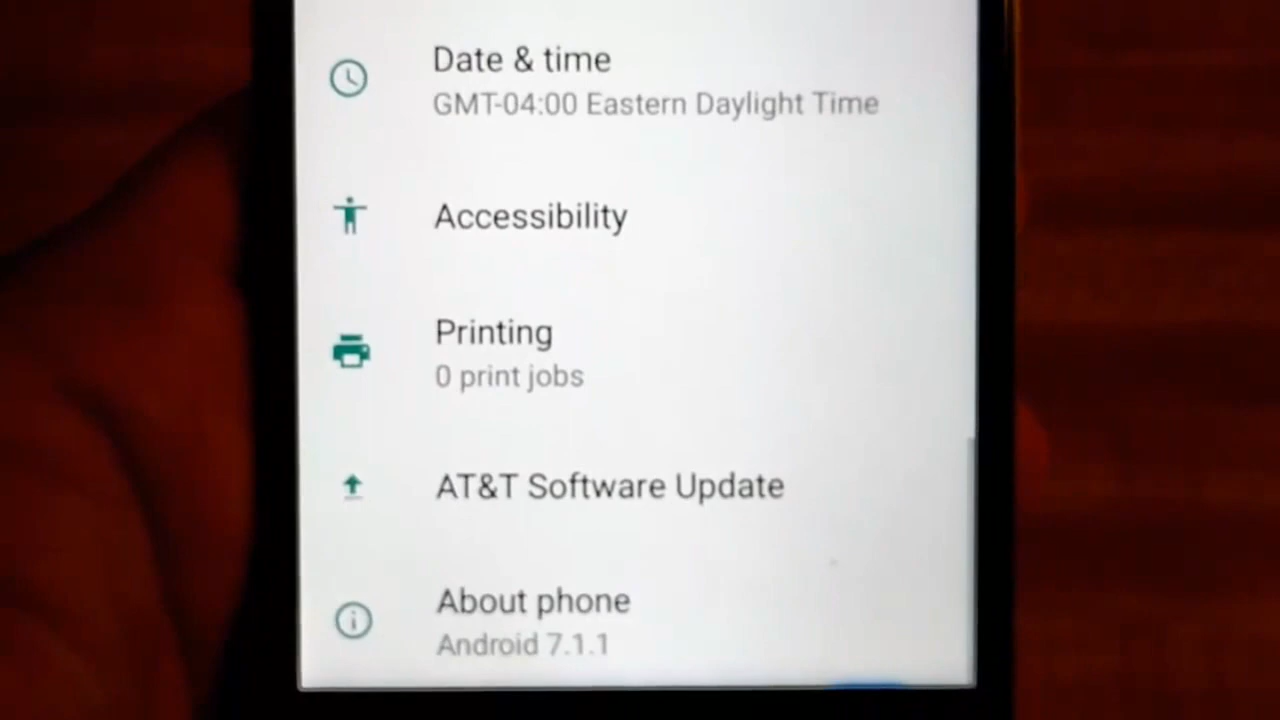 Date & time
GMT-04:00 Eastern Daylight Time
Accessibility
Printing
0 print jobs
AT&T Software Update
About phone
Android 7.1.1